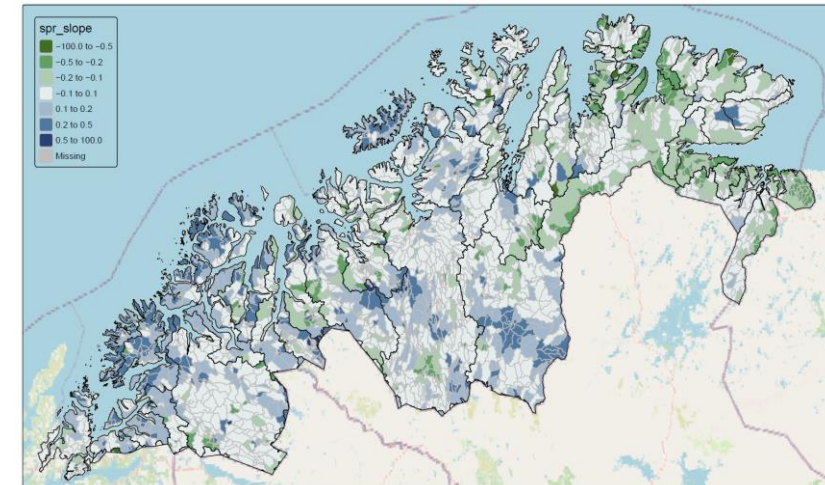 spr_slope
−100.0 to −0.5
−0.5 to −0.2
−0.2 to −0.1
−0.1 to 0.1
0.1 to 0.2
0.2 to 0.5
0.5 to 100.0
Missing